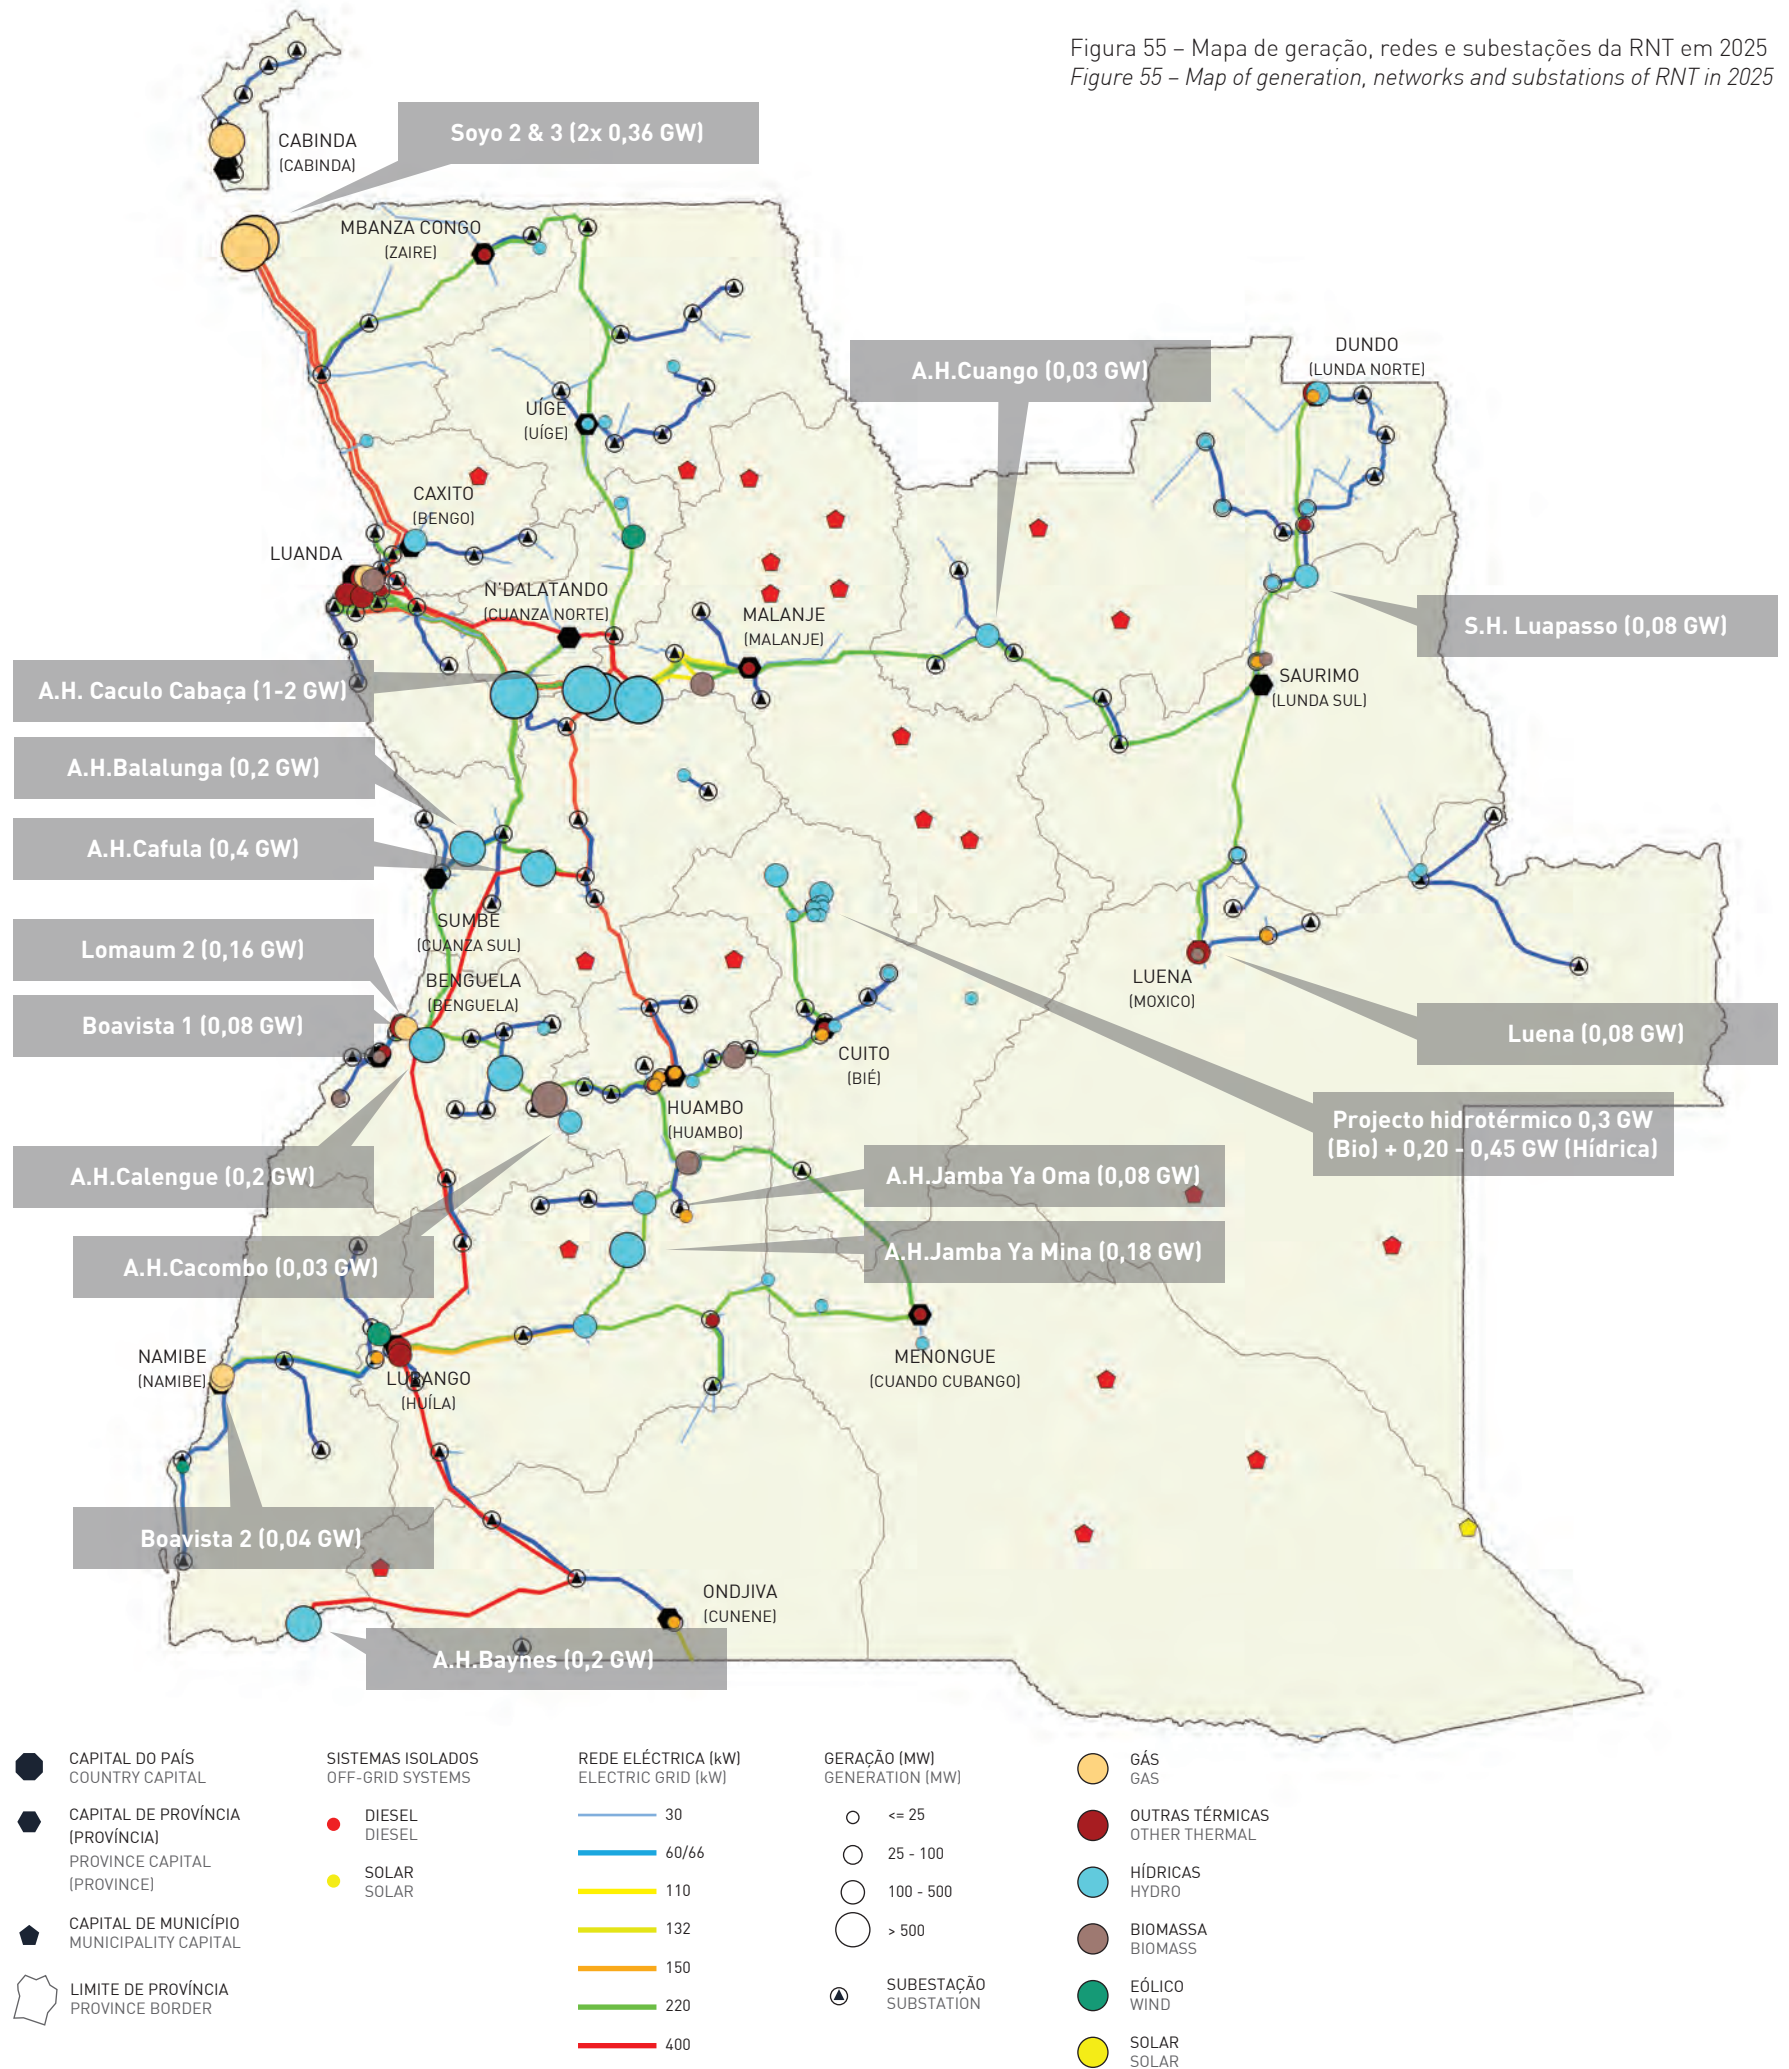 Figura 55 – Mapa de geração, redes e subestações da RNT em 2025
Figure 55 – Map of generation, networks and substations of RNT in 2025
CABINDA
(CABINDA)
Soyo 2 & 3 (2x 0,36 GW)
MBANZA CONGO
(ZAIRE)
DUNDO
(LUNDA NORTE)
A.H.Cuango (0,03 GW)
UÍGE
(UÍGE)
CAXITO
(BENGO)
LUANDA
N'DALATANDO
(CUANZA NORTE)
MALANJE
(MALANJE)
S.H. Luapasso (0,08 GW)
A.H. Caculo Cabaça (1-2 GW)
SAURIMO
(LUNDA SUL)
A.H.Balalunga (0,2 GW)
A.H.Cafula (0,4 GW)
SUMBE
(CUANZA SUL)
Lomaum 2 (0,16 GW)
BENGUELA
(BENGUELA)
LUENA
(MOXICO)
Boavista 1 (0,08 GW)
Luena (0,08 GW)
CUITO
(BIÉ)
HUAMBO
(HUAMBO)
Projecto hidrotérmico 0,3 GW
(Bio) + 0,20 - 0,45 GW (Hídrica)
A.H.Calengue (0,2 GW)
A.H.Jamba Ya Oma (0,08 GW)
A.H.Jamba Ya Mina (0,18 GW)
A.H.Cacombo (0,03 GW)
NAMIBE
(NAMIBE)
LUBANGO
(HUÍLA)
MENONGUE
(CUANDO CUBANGO)
Boavista 2 (0,04 GW)
ONDJIVA
(CUNENE)
A.H.Baynes (0,2 GW)
CAPITAL DO PAÍS
COUNTRY CAPITAL
CAPITAL DE PROVÍNCIA
(PROVÍNCIA)
PROVINCE CAPITAL
(PROVINCE)
CAPITAL DE MUNICÍPIO
MUNICIPALITY CAPITAL
LIMITE DE PROVÍNCIA
PROVINCE BORDER
SISTEMAS ISOLADOS
OFF-GRID SYSTEMS
DIESEL
DIESEL
SOLAR
SOLAR
REDE ELÉCTRICA (kW)
ELECTRIC GRID (kW)
30
60/66
110
132
150
220
400
GERAÇÃO (MW)
GENERATION (MW)
<= 25
25 - 100
100 - 500
> 500
SUBESTAÇÃO
SUBSTATION
GÁS
GAS
OUTRAS TÉRMICAS
OTHER THERMAL
HÍDRICAS
HYDRO
BIOMASSA
BIOMASS
EÓLICO
WIND
SOLAR
SOLAR